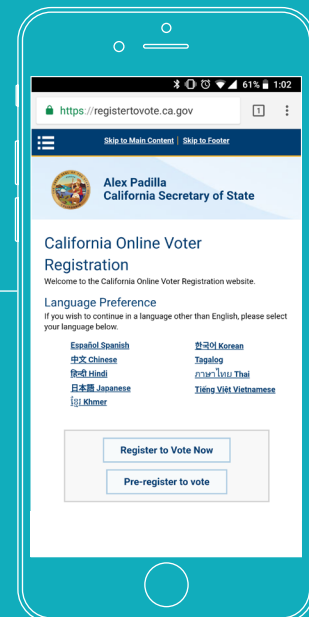 61% 1:02
https://registertovote.ca.gov 1
Skip to Main Content | Skip to Footer
Alex Padilla
California Secretary of State
California Online Voter
Registration
Welcome to the California Online Voter Registration website.
Language Preference
If you wish to continue in a language other than English, please select
your language below.
Español Spanish
中文 Chinese
हिन्दी Hindi
日本語 Japanese
ខ្មែរ Khmer
한국어 Korean
Tagalog
ภาษาไทย Thai
Tiếng Việt Vietnamese
Register to Vote Now
Pre-register to vote